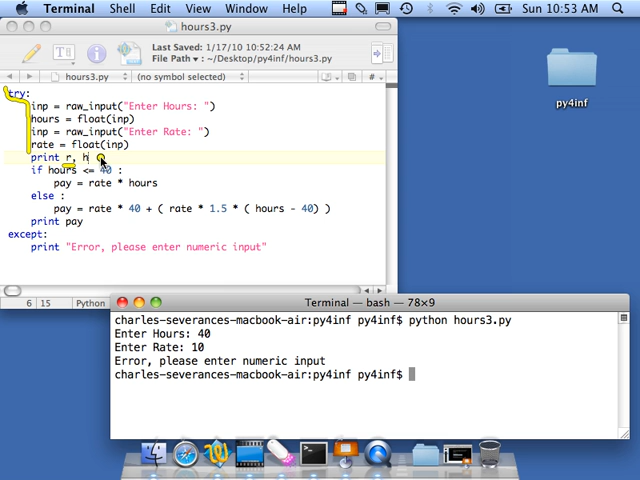 Terminal Shell Edit View Window Help Sun 10:53 AM
hours3.py
Last Saved: 1/17/10 10:52:24 AM
File Path ▾: ~/Desktop/py4inf/hours3.py
hours3.py (no symbol selected) #
try:
inp = raw_input("Enter Hours: ")
hours = float(inp)
inp = raw_input("Enter Rate: ")
rate = float(inp)
print r, h
if hours <= 40 :
pay = rate * hours
else :
pay = rate * 40 + ( rate * 1.5 * ( hours - 40) )
print pay
except:
print "Error, please enter numeric input"
6 15 Python
py4inf
Terminal — bash — 78×9
charles-severances-macbook-air:py4inf py4inf$ python hours3.py
Enter Hours: 40
Enter Rate: 10
Error, please enter numeric input
charles-severances-macbook-air:py4inf py4inf$